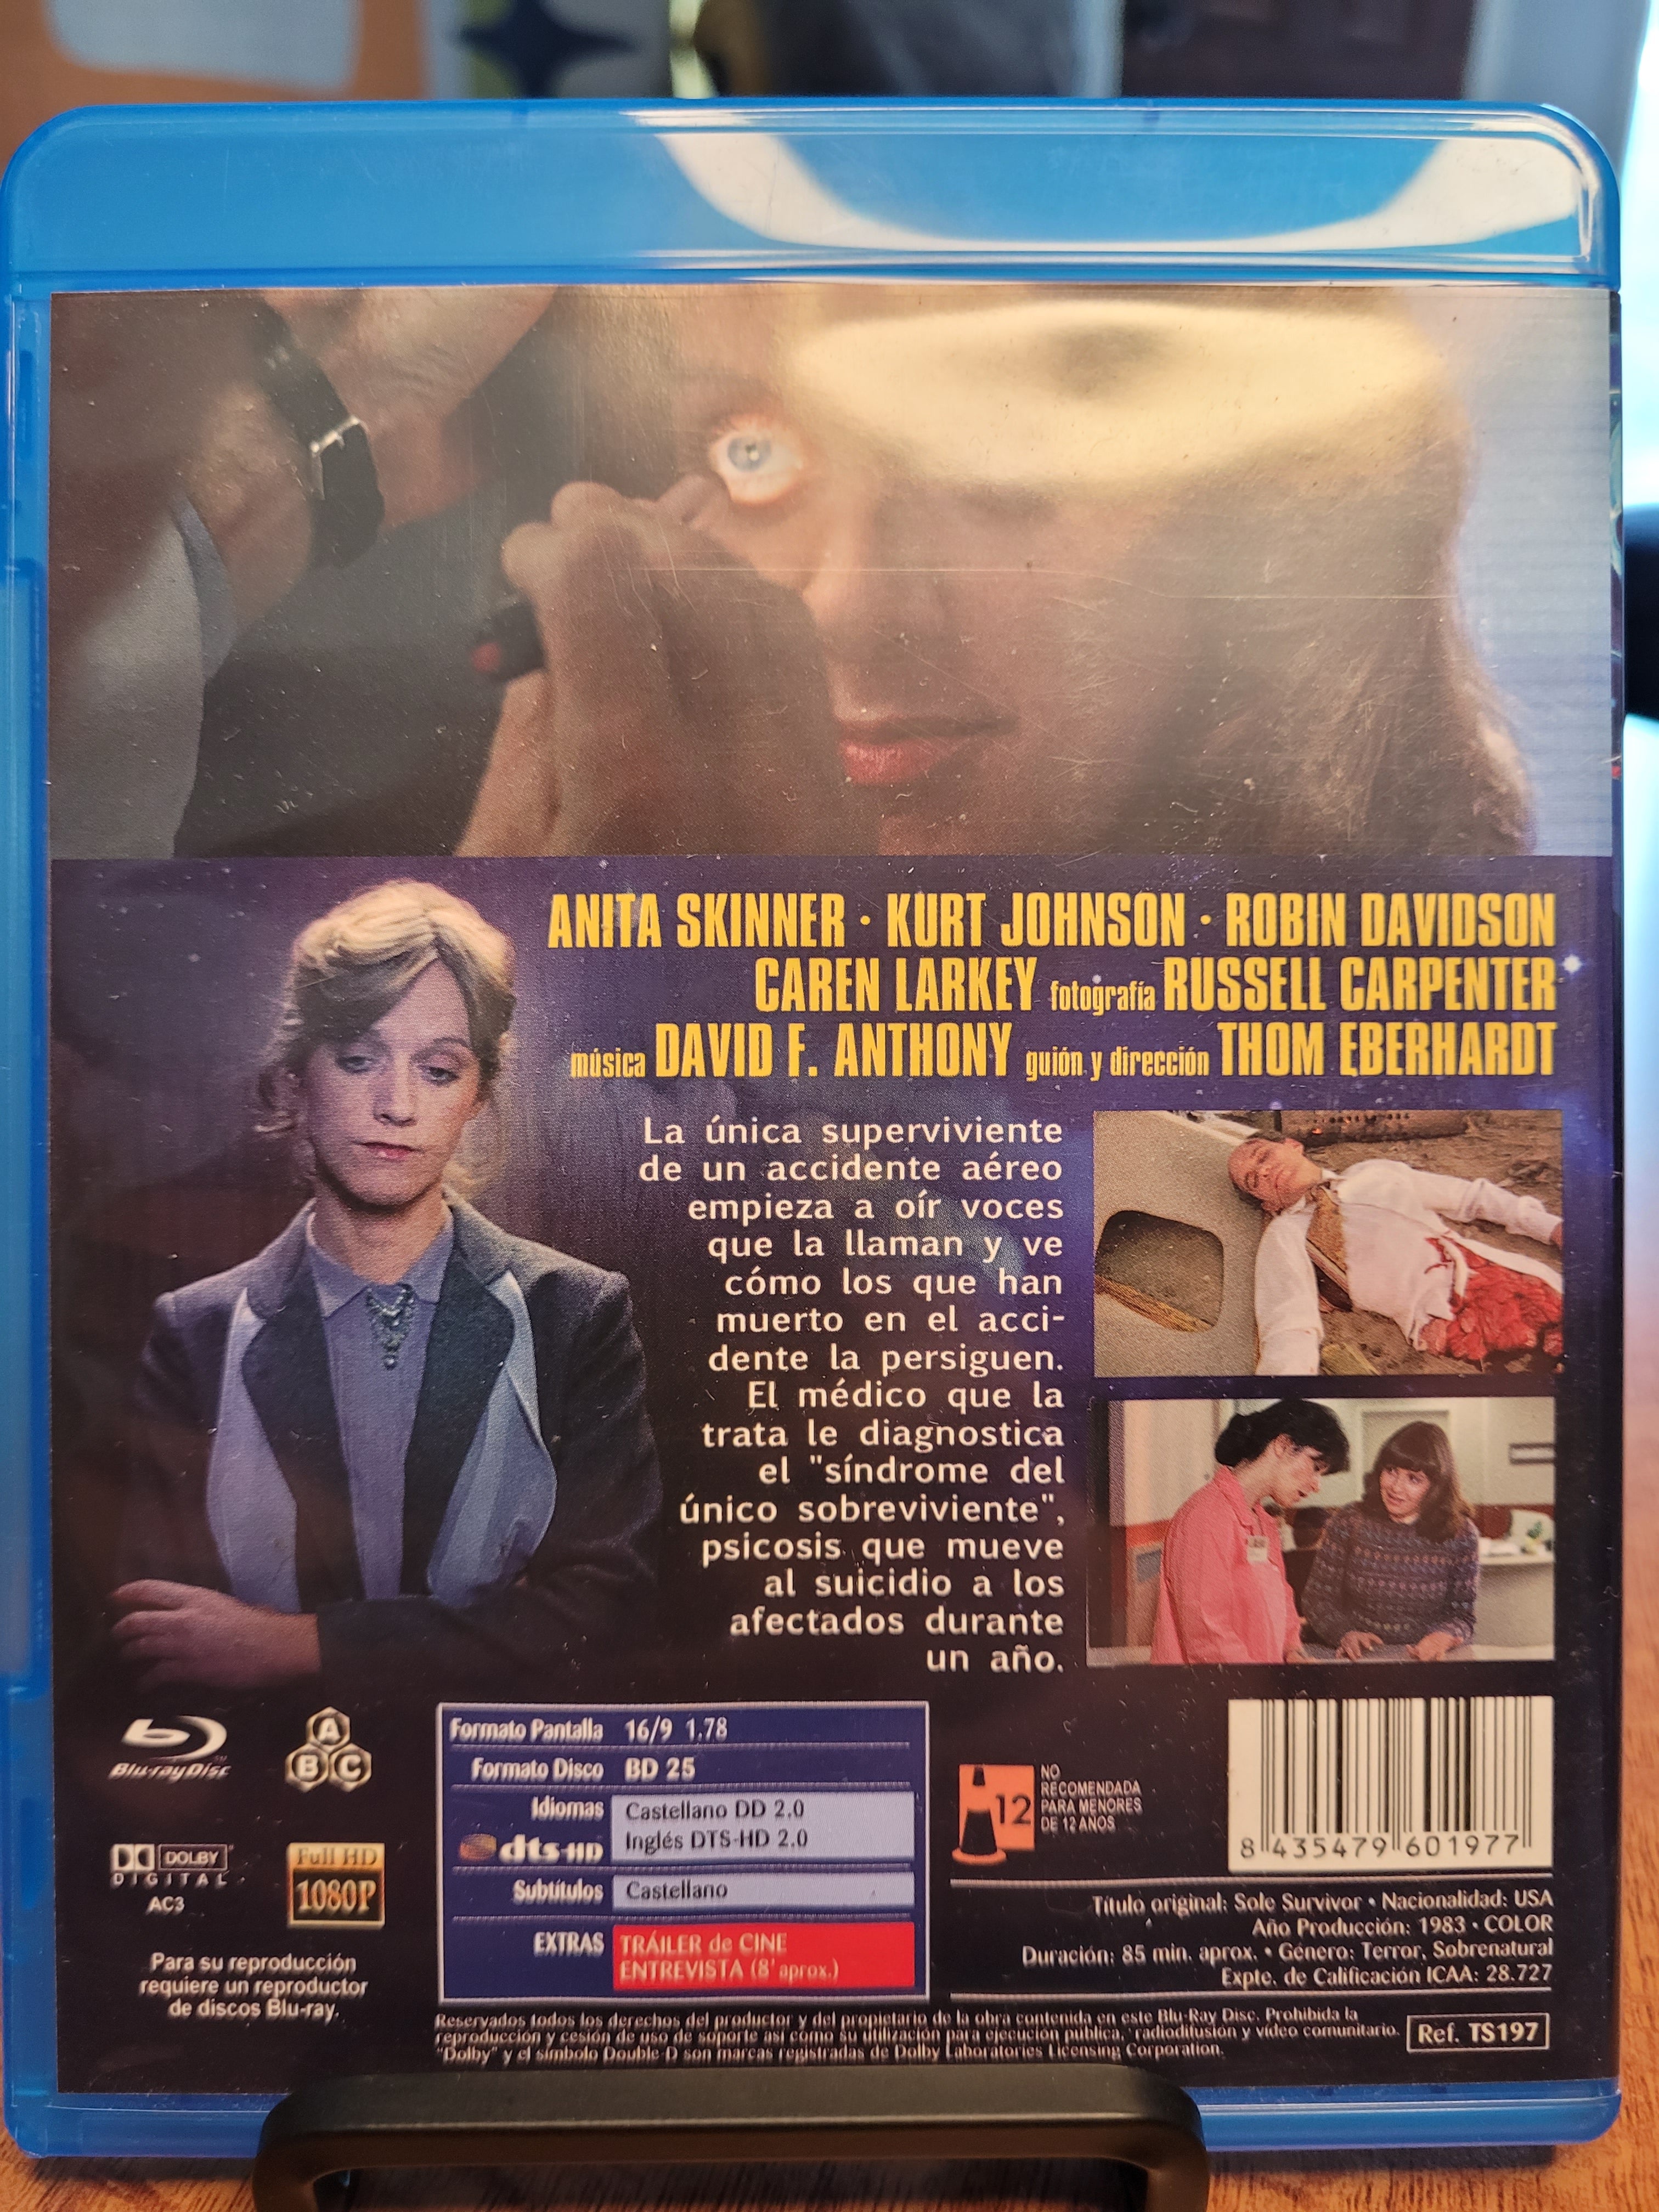 ANITA SKINNER · KURT JOHNSON · ROBIN DAVIDSON
CAREN LARKEY fotografía RUSSELL CARPENTER
música DAVID F. ANTHONY guión y dirección THOM EBERHARDT
La única superviviente
de un accidente aéreo
empieza a oír voces
que la llaman y ve
cómo los que han
muerto en el acci-
dente la persiguen.
El médico que la
trata le diagnostica
el "síndrome del
único sobreviviente",
psicosis que mueve
al suicidio a los
afectados durante
un año.
Blu-ray Disc
A
B C
DOLBY
DIGITAL
AC3
Full HD
1080P
Para su reproducción
requiere un reproductor
de discos Blu-ray.
Formato Pantalla 16/9 1.78
Formato Disco BD 25
Idiomas Castellano DD 2.0
dts-HD Inglés DTS-HD 2.0
Subtítulos Castellano
EXTRAS TRÁILER de CINE
ENTREVISTA (8' aprox.)
12
NO
RECOMENDADA
PARA MENORES
DE 12 AÑOS
8 435479 601977
Título original: Sole Survivor • Nacionalidad: USA
Año Producción: 1983 • COLOR
Duración: 85 min. aprox. • Género: Terror, Sobrenatural
Expte. de Calificación ICAA: 28.727
Reservados todos los derechos del productor y del propietario de la obra contenida en este Blu-Ray Disc. Prohibida la
reproducción y cesión de uso de soporte así como su utilización para ejecución pública, radiodifusión y vídeo comunitario.
"Dolby" y el símbolo Double-D son marcas registradas de Dolby Laboratories Licensing Corporation.
Ref. TS197